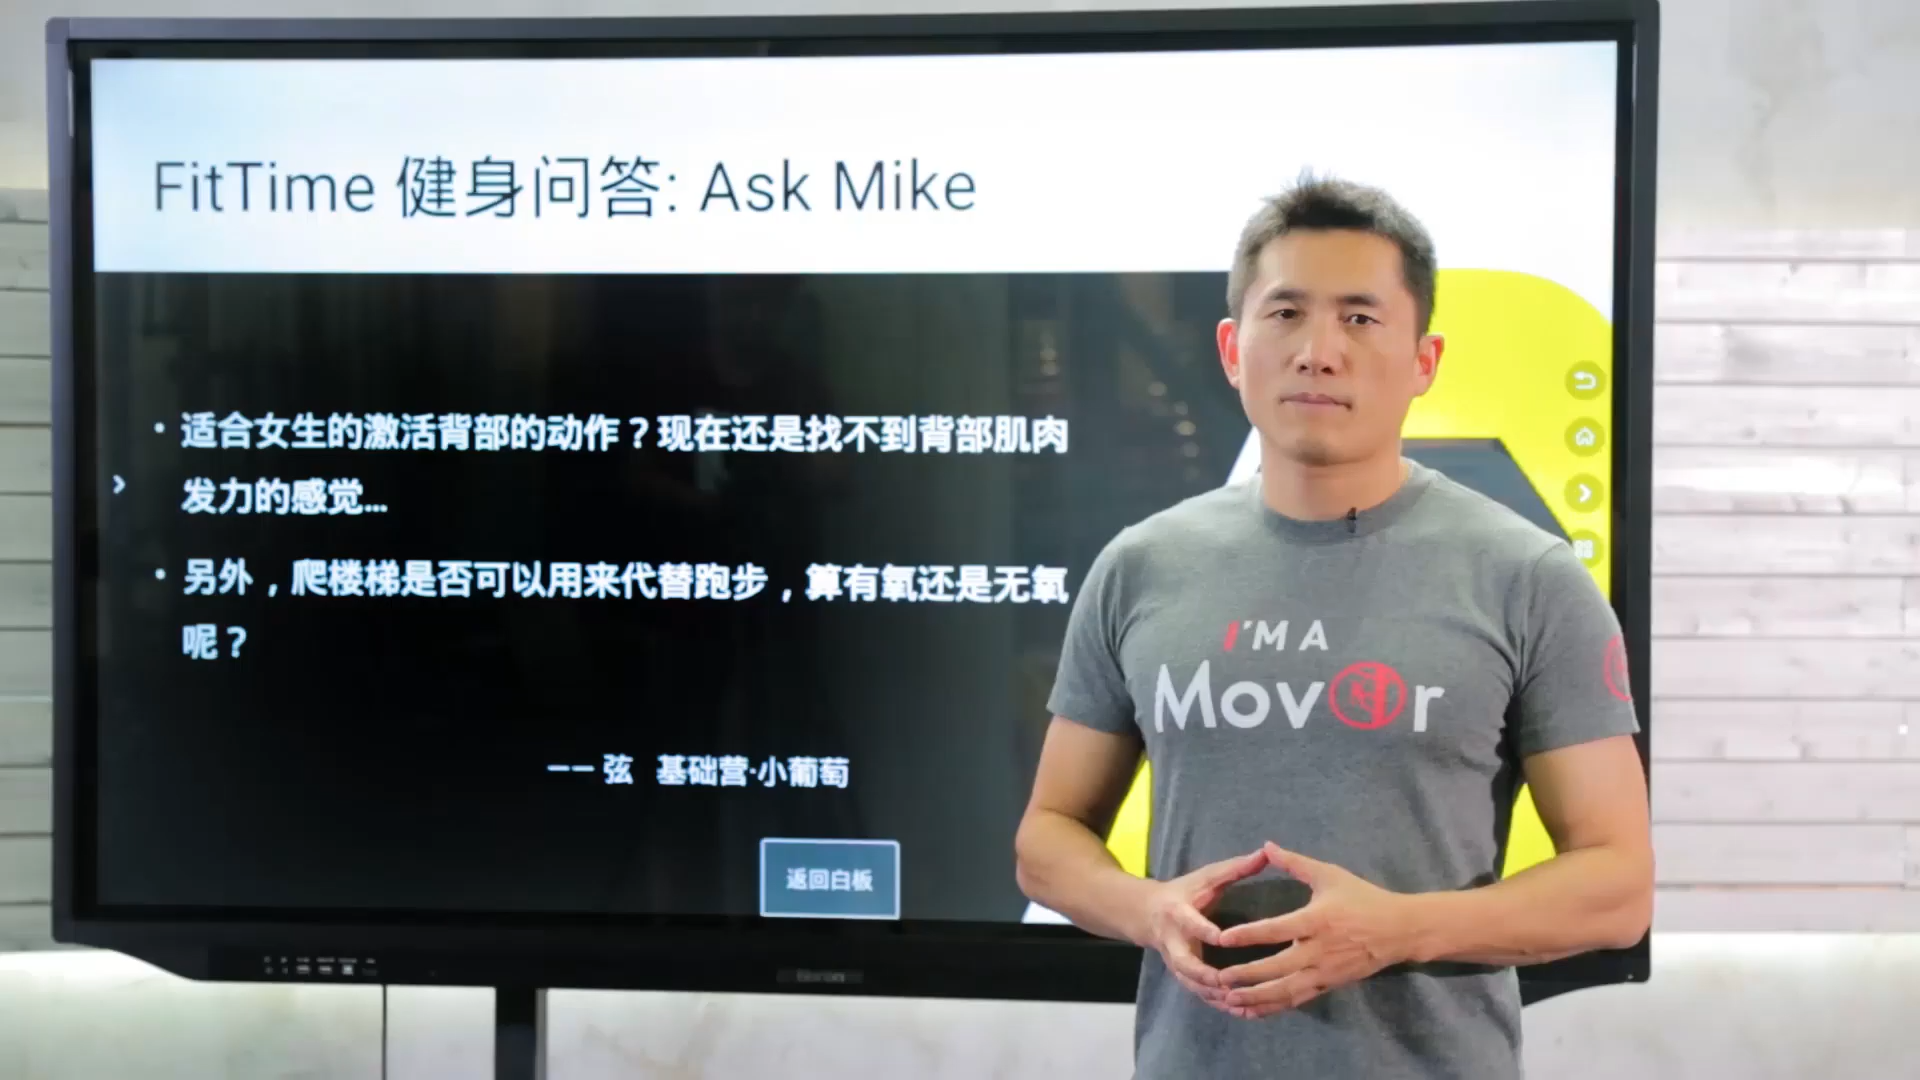 FitTime 健身问答: Ask Mike
• 适合女生的激活背部的动作？现在还是找不到背部肌肉
发力的感觉...
• 另外，爬楼梯是否可以用来代替跑步，算有氧还是无氧
呢？
—— 弦 基础营·小葡萄
返回白板
I'M A
Mover